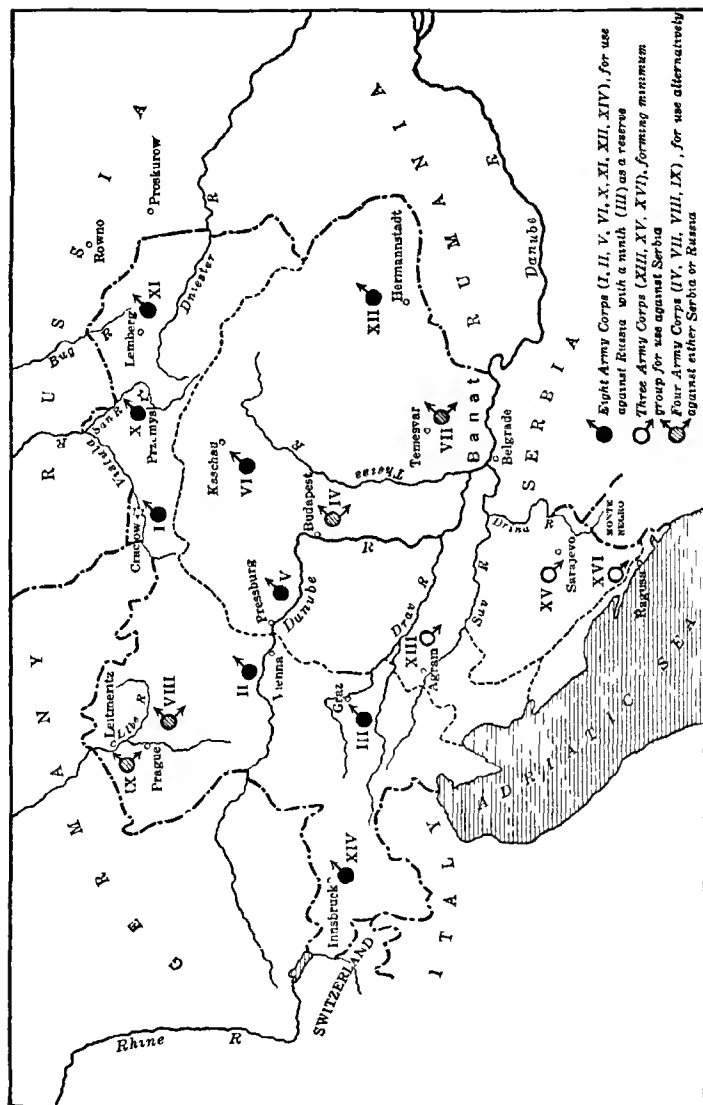 GERMANY
RUSSIA
RUMANIA
SERBIA
MONTE
NEGRO
ITALY
SWITZERLAND
ADRIATIC SEA
Banat
Rhine R
Elbe R
Vistula R
San R
Bug R
Dniester R
Danube R
Danube R
Theiss R
Drav R
Sav R
Drina R
Leitmeritz
IX
Prague
VIII
Cracow
I
Przemysl
X
Lemberg
XI
Rowno
Proskurow
Kaschau
VI
Vienna
II
Pressburg
V
Budapest
IV
Innsbruck
XIV
Graz
III
Agram
XIII
Temesvar
VII
Hermannstadt
XII
Belgrade
Sarajevo
XV
Ragusa
XVI
Eight Army Corps (I, II, V, VI, X, XI, XII, XIV), for use
against Russia with a ninth (III) as a reserve
Three Army Corps (XIII, XV, XVI), forming minimum
group for use against Serbia
Four Army Corps (IV, VII, VIII, IX), for use alternatively
against either Serbia or Russia